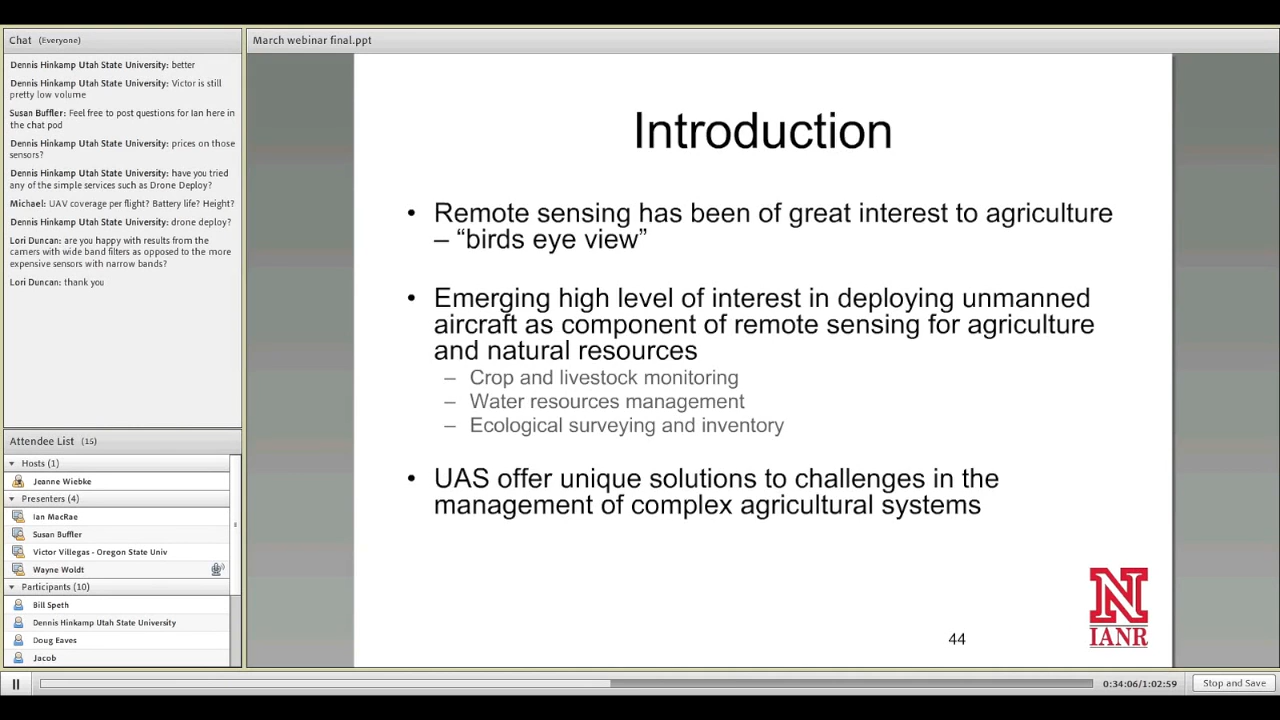 Chat (Everyone)
Dennis Hinkamp Utah State University: better
Dennis Hinkamp Utah State University: Victor is still
pretty low volume
Susan Buffler: Feel free to post questions for Ian here in
the chat pod
Dennis Hinkamp Utah State University: prices on those
sensors?
Dennis Hinkamp Utah State University: have you tried
any of the simple services such as Drone Deploy?
Michael: UAV coverage per flight? Battery life? Height?
Dennis Hinkamp Utah State University: drone deploy?
Lori Duncan: are you happy with results from the
camers with wide band filters as opposed to the more
expensive sensors with narrow bands?
Lori Duncan: thank you
Attendee List (15)
Hosts (1)
Jeanne Wiebke
Presenters (4)
Ian MacRae
Susan Buffler
Victor Villegas - Oregon State Univ
Wayne Woldt
Participants (10)
Bill Speth
Dennis Hinkamp Utah State University
Doug Eaves
Jacob
March webinar final.ppt
Introduction
• Remote sensing has been of great interest to agriculture
– “birds eye view”
• Emerging high level of interest in deploying unmanned
aircraft as component of remote sensing for agriculture
and natural resources
– Crop and livestock monitoring
– Water resources management
– Ecological surveying and inventory
• UAS offer unique solutions to challenges in the
management of complex agricultural systems
N
IANR
44
0:34:06/1:02:59
Stop and Save